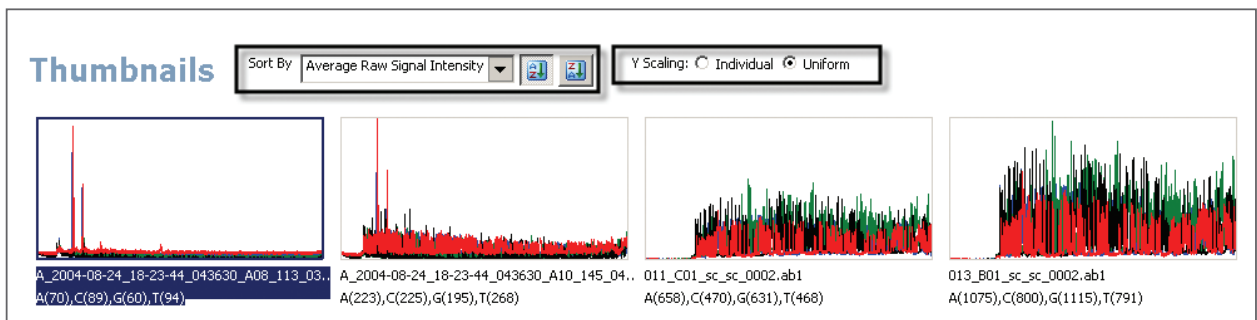 Thumbnails Sort By Average Raw Signal Intensity A Z Z A Y Scaling: Individual Uniform
A_2004-08-24_18-23-44_043630_A08_113_03.. A_2004-08-24_18-23-44_043630_A10_145_04.. 011_C01_sc_sc_0002.ab1 013_B01_sc_sc_0002.ab1
A(70),C(89),G(60),T(94) A(223),C(225),G(195),T(268) A(658),C(470),G(631),T(468) A(1075),C(800),G(1115),T(791)